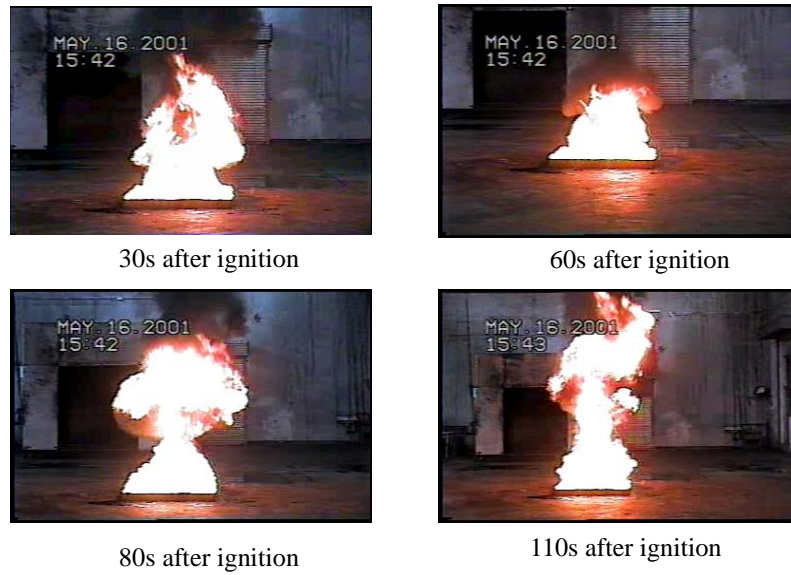 MAY.16.2001
15:42
MAY.16.2001
15:42
30s after ignition
60s after ignition
MAY.16.2001
15:42
MAY.16.2001
15:43
80s after ignition
110s after ignition